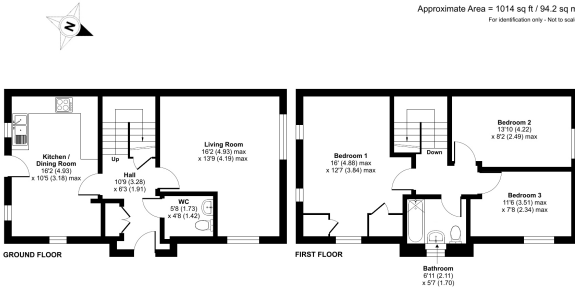 Approximate Area = 1014 sq ft / 94.2 sq m
For identification only - Not to scal
N
Kitchen /
Dining Room
16'2 (4.93)
x 10'5 (3.18) max
Up
Hall
10'9 (3.28)
x 6'3 (1.91)
Living Room
16'2 (4.93) max
x 13'9 (4.19) max
WC
5'8 (1.73)
x 4'8 (1.42)
GROUND FLOOR
Bedroom 1
16' (4.88) max
x 12'7 (3.84) max
Down
Bedroom 2
13'10 (4.22)
x 8'2 (2.49) max
Bedroom 3
11'6 (3.51) max
x 7'8 (2.34) max
FIRST FLOOR
Bathroom
6'11 (2.11)
x 5'7 (1.70)